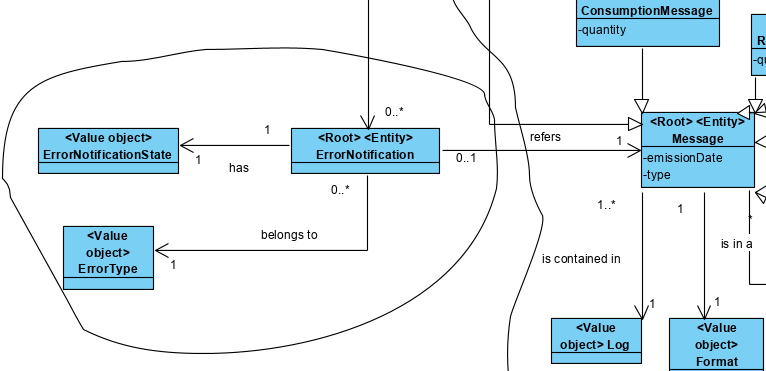 ConsumptionMessage
-quantity
R
-qu
0..*
<Value object>
ErrorNotificationState
1
1
has
<Root> <Entity>
ErrorNotification
0..*
0..1
refers
1
<Root> <Entity>
Message
-emissionDate
-type
belongs to
1
<Value
object>
ErrorType
1..*
is contained in
1
1
is in a
1
*
<Value
object> Log
<Value
object>
Format